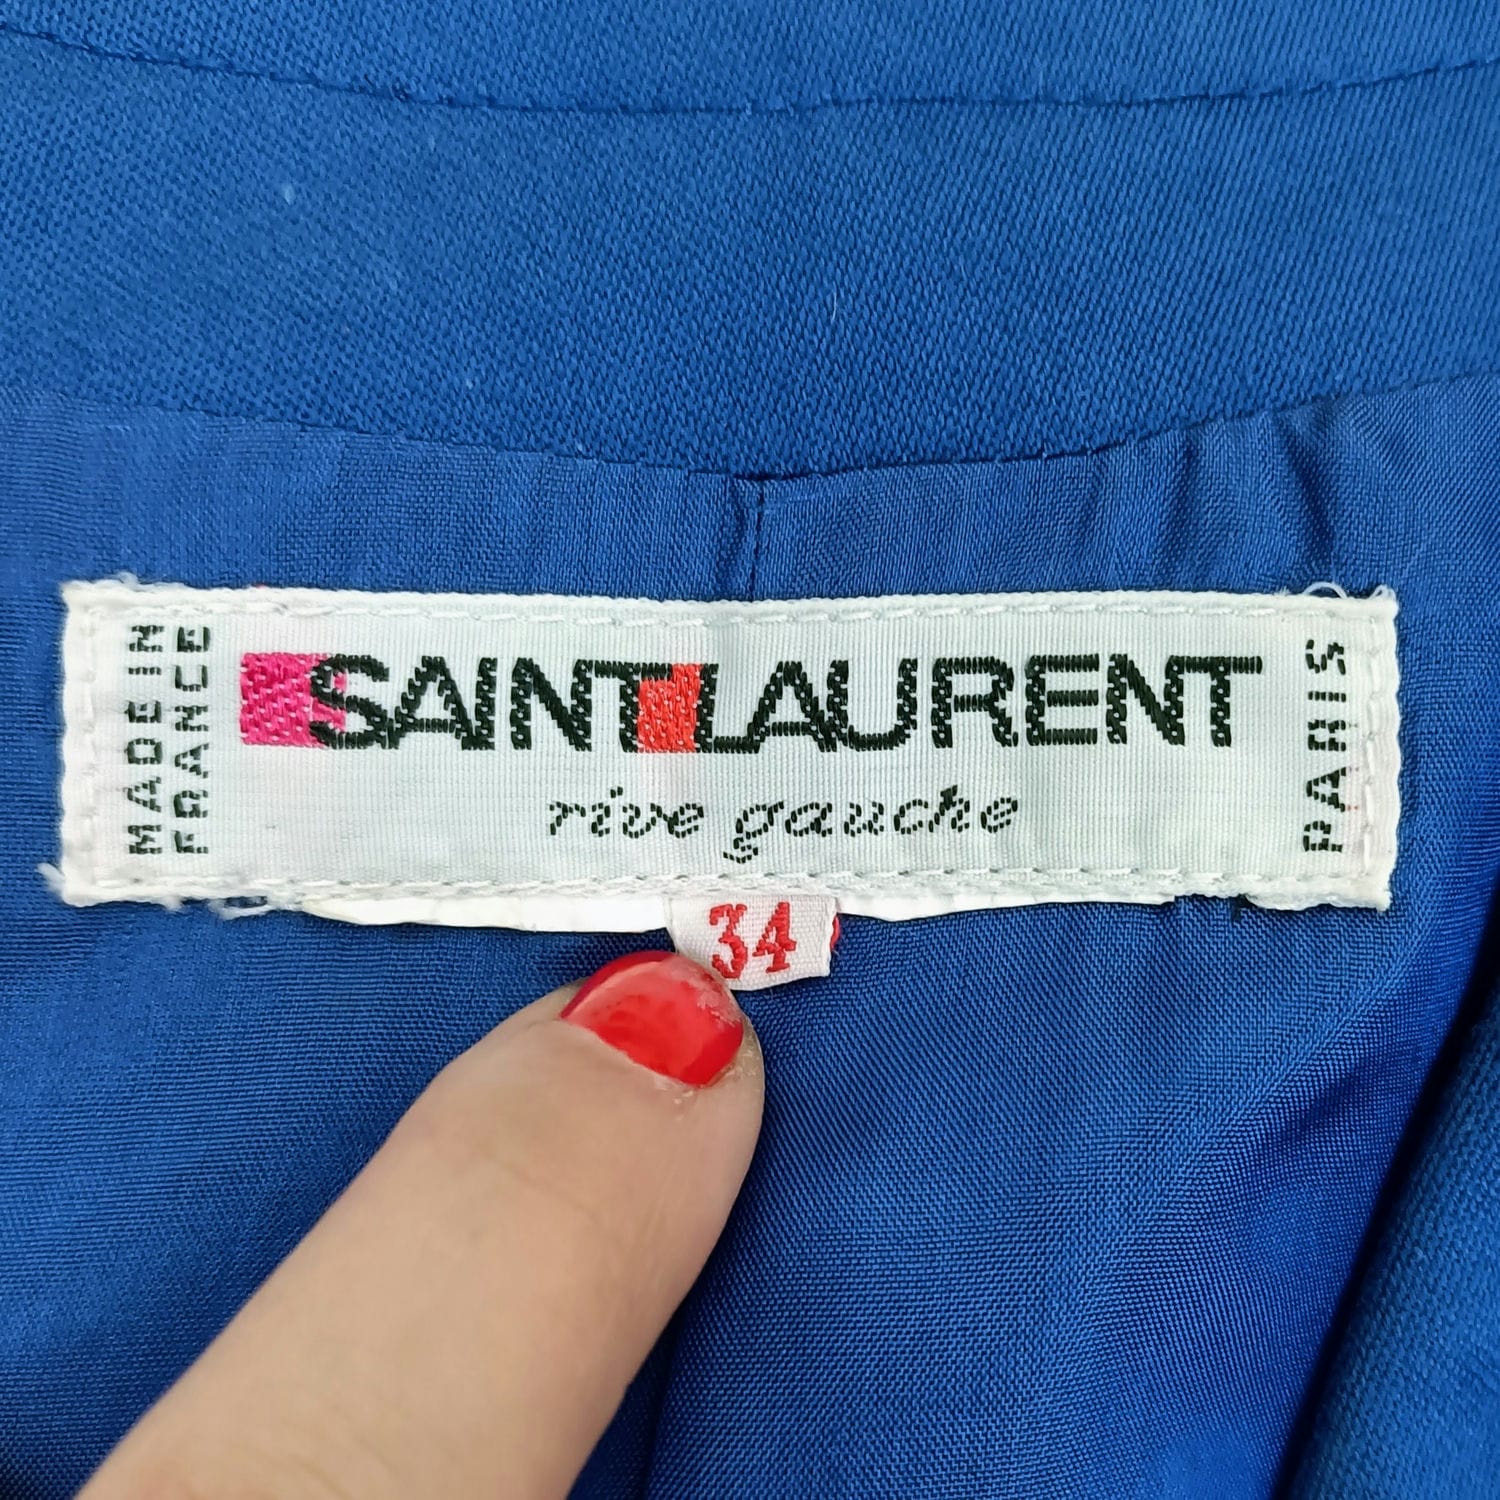 MADE IN
FRANCE
SAINT LAURENT
rive gauche
PARIS
34